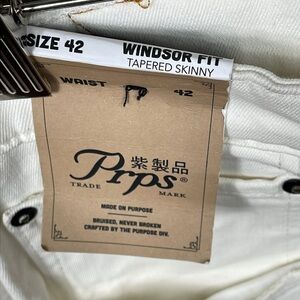 SIZE 42 WINDSOR FIT
TAPERED SKINNY
WAIST 42
紫製品
Prps®
TRADE MARK
MADE ON PURPOSE
BRUISED, NEVER BROKEN
CRAFTED BY THE PURPOSE DIV.